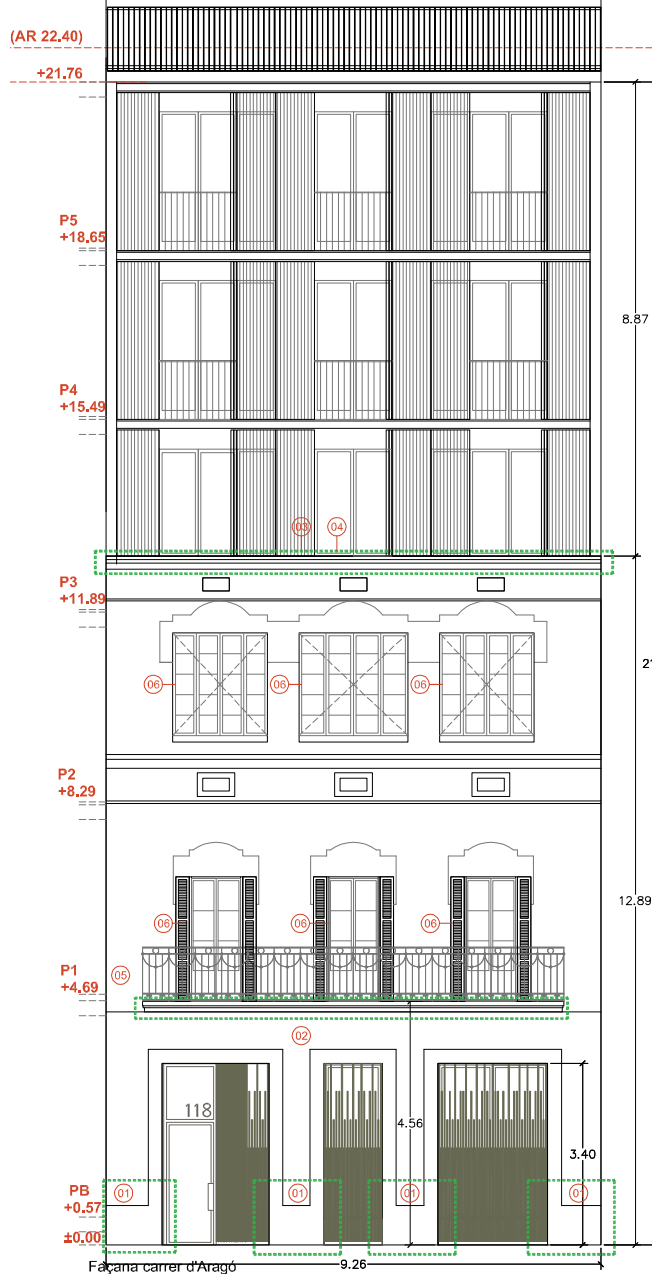 (AR 22.40)
+21.76
P5
+18.65
8.87
P4
+15.49
03 04
P3
+11.89
06 06 06
P2
+8.29
12.89
06 06 06
P1
+4.69
05
02
118
4.56
3.40
PB
+0.57
01 01 01 01
±0.00
Façana carrer d'Aragó
9.26